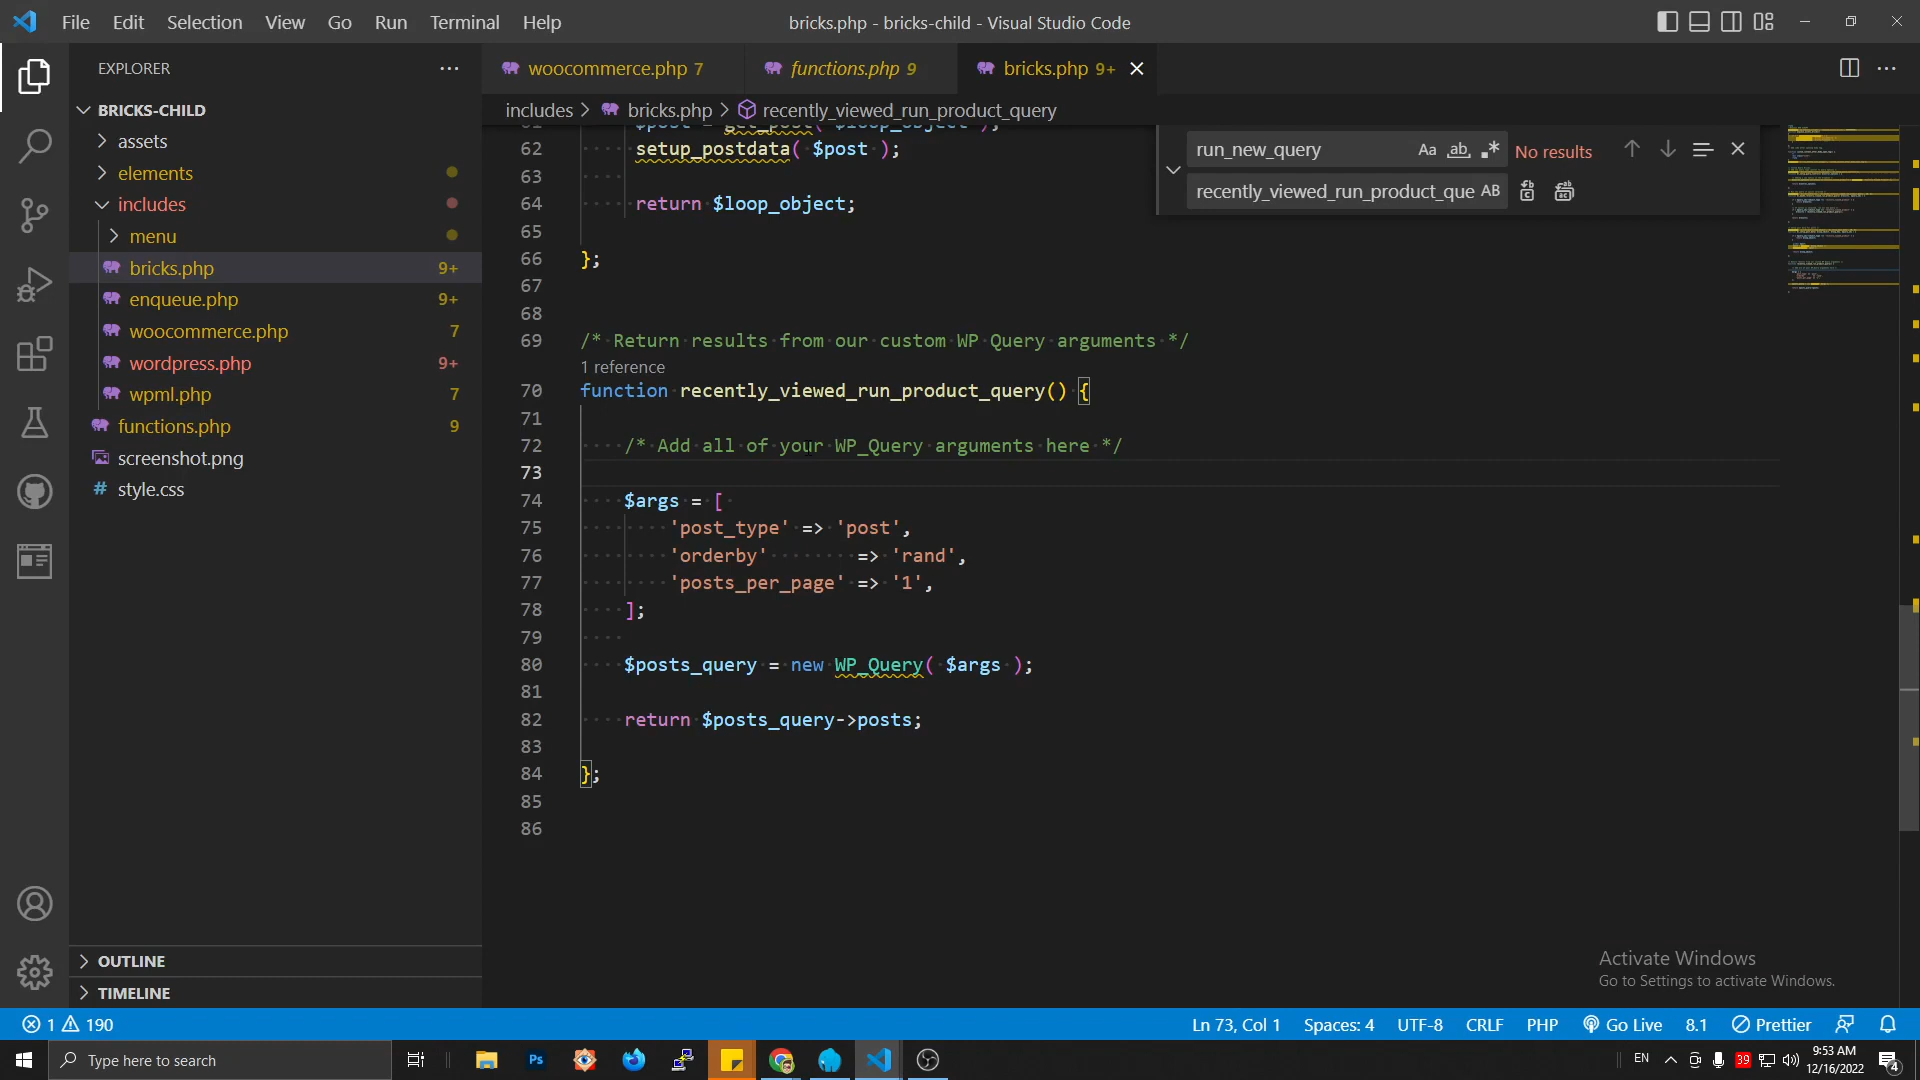 File Edit Selection View Go Run Terminal Help
bricks.php - bricks-child - Visual Studio Code
EXPLORER
BRICKS-CHILD
assets
elements
includes
menu
bricks.php 9+
enqueue.php 9+
woocommerce.php 7
wordpress.php 9+
wpml.php 7
functions.php 9
screenshot.png
# style.css
OUTLINE
TIMELINE
woocommerce.php 7
functions.php 9
bricks.php 9+
includes > bricks.php > recently_viewed_run_product_query
run_new_query
Aa ab
No results
recently_viewed_run_product_que AB
61 $post = get_post( $loop_object );
62 setup_postdata( $post );
63
64 return $loop_object;
65
66 };
67
68
69 /* Return results from our custom WP Query arguments */
1 reference
70 function recently_viewed_run_product_query() {
71
72 /* Add all of your WP_Query arguments here */
73
74 $args = [
75 'post_type' => 'post',
76 'orderby' => 'rand',
77 'posts_per_page' => '1',
78 ];
79
80 $posts_query = new WP_Query( $args );
81
82 return $posts_query->posts;
83
84 };
85
86
Activate Windows
Go to Settings to activate Windows.
1 190
Ln 73, Col 1 Spaces: 4 UTF-8 CRLF PHP Go Live 8.1 Prettier
Type here to search
Ps
EN
39
9:53 AM
12/16/2022
4